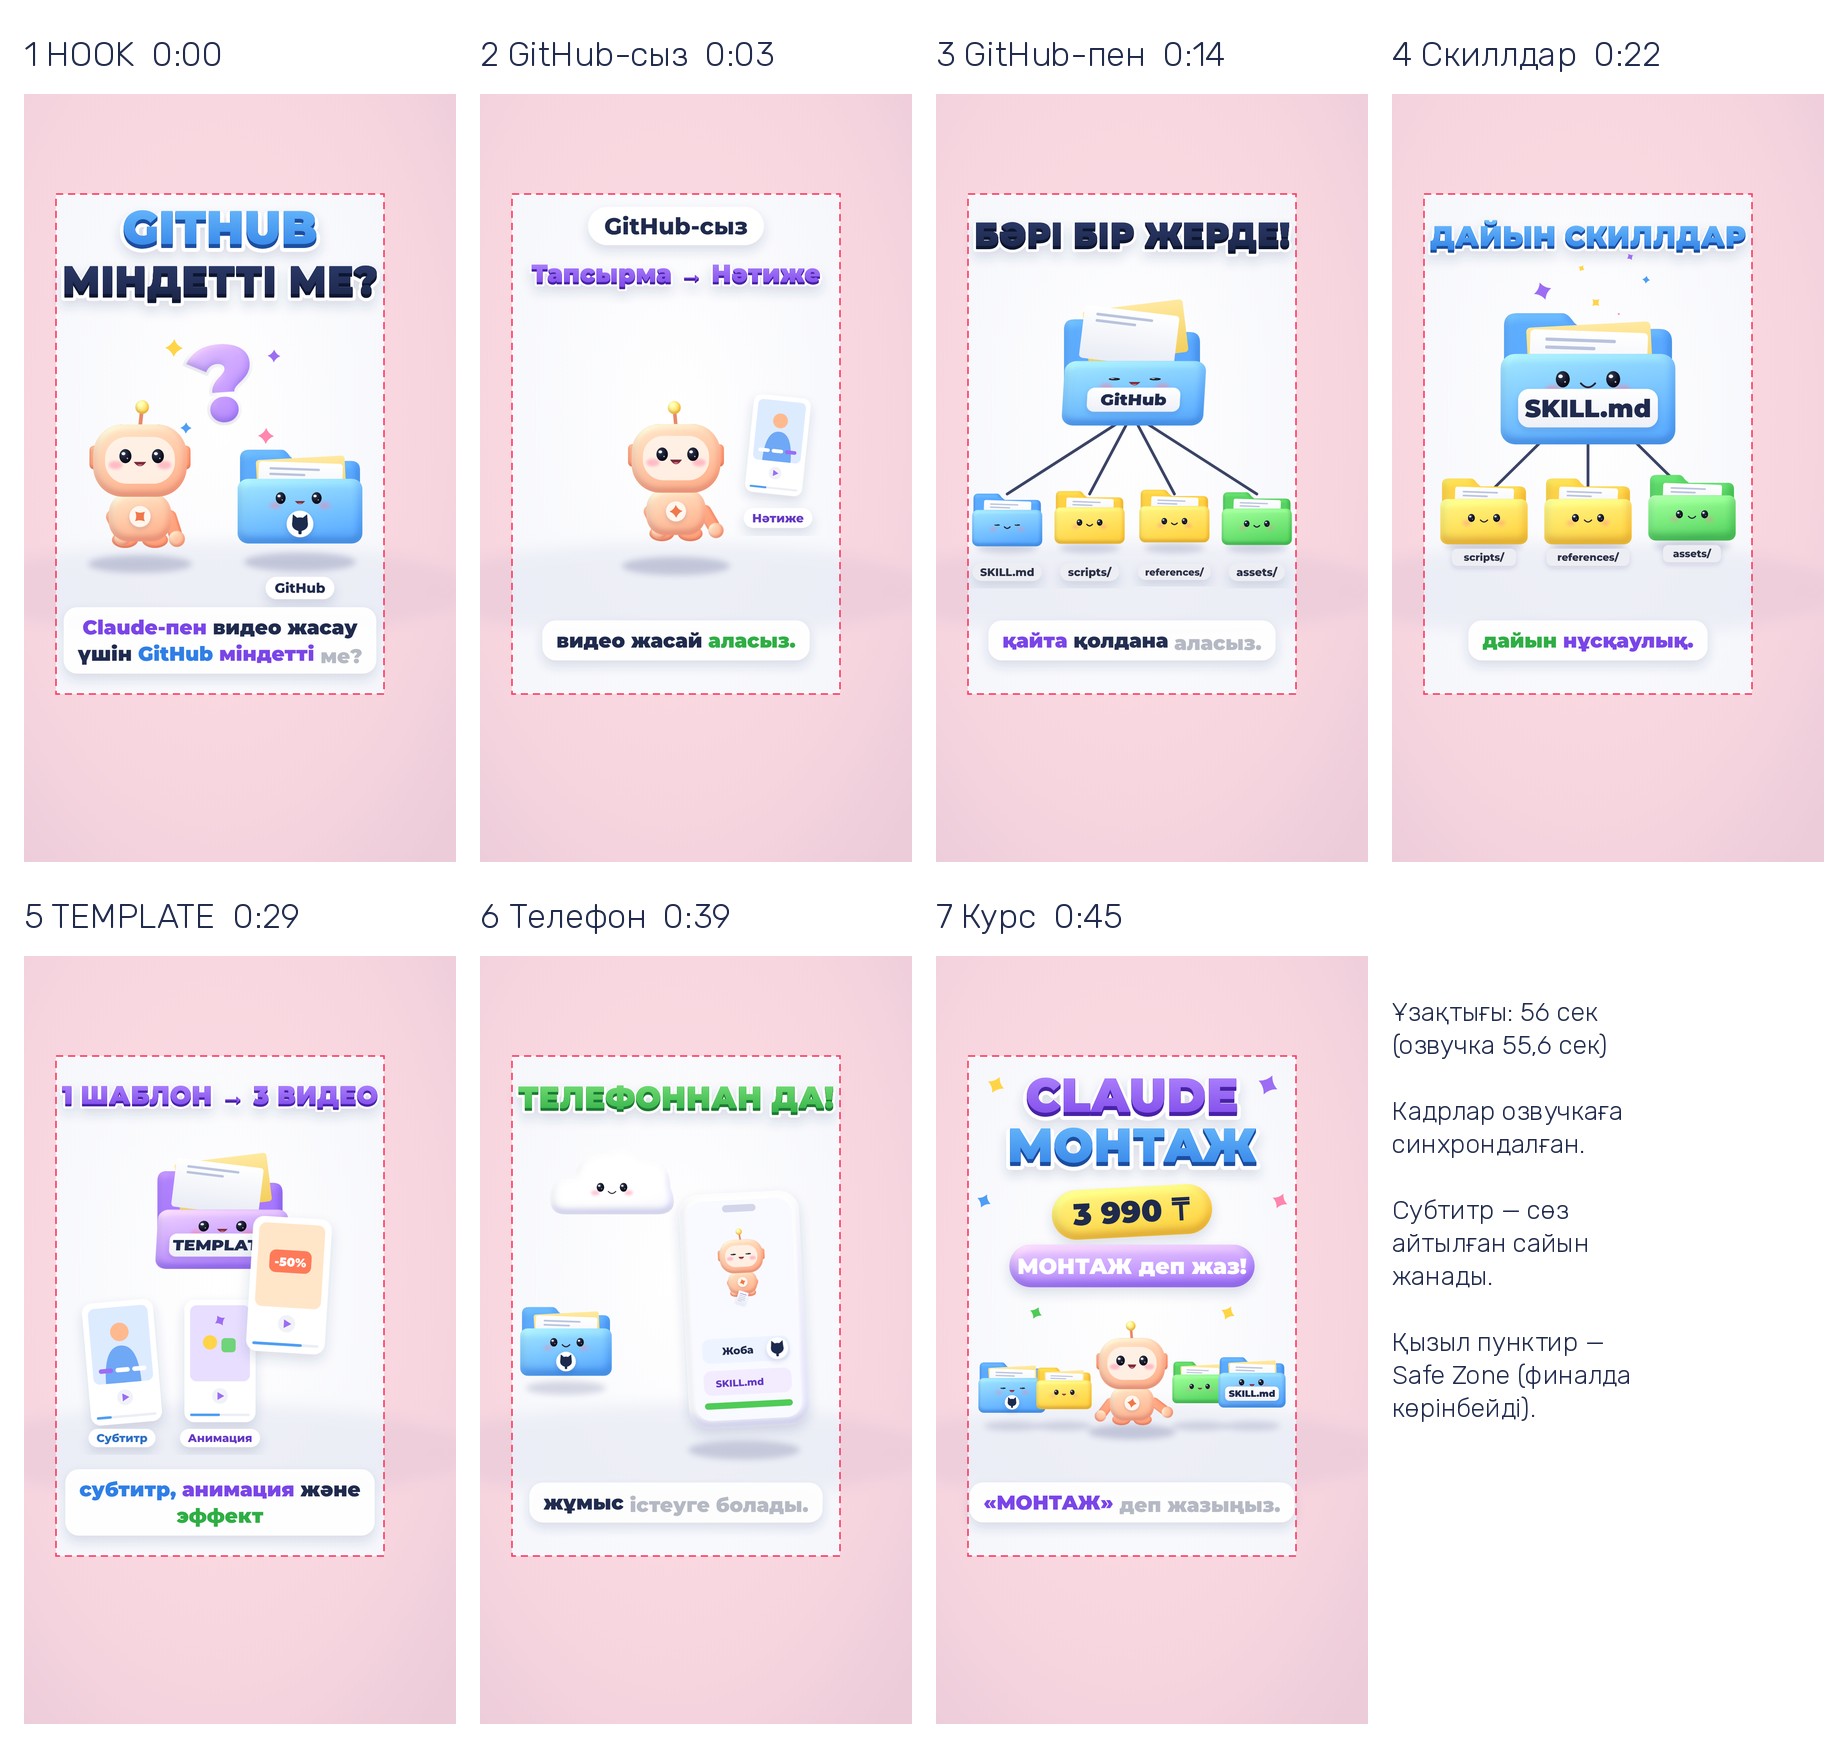 1 HOOK 0:00
GITHUB
МІНДЕТТІ МЕ?
?
GitHub
Claude-пен видео жасау
үшін GitHub міндетті ме?
2 GitHub-сыз 0:03
GitHub-сыз
Тапсырма → Нәтиже
Нәтиже
видео жасай аласыз.
3 GitHub-пен 0:14
БӘРІ БІР ЖЕРДЕ!
GitHub
SKILL.md scripts/ references/ assets/
қайта қолдана аласыз.
4 Скиллдар 0:22
ДАЙЫН СКИЛЛДАР
SKILL.md
scripts/ references/ assets/
дайын нұсқаулық.
5 TEMPLATE 0:29
1 ШАБЛОН → 3 ВИДЕО
TEMPLAT
-50%
Субтитр Анимация
субтитр, анимация және
эффект
6 Телефон 0:39
ТЕЛЕФОННАН ДА!
Жоба
SKILL.md
жұмыс істеуге болады.
7 Курс 0:45
CLAUDE
МОНТАЖ
3 990 ₸
МОНТАЖ деп жаз!
SKILL.md
«МОНТАЖ» деп жазыңыз.
Ұзақтығы: 56 сек
(озвучка 55,6 сек)
Кадрлар озвучкаға
синхрондалған.
Субтитр — сөз
айтылған сайын
жанады.
Қызыл пунктир —
Safe Zone (финалда
көрінбейді).